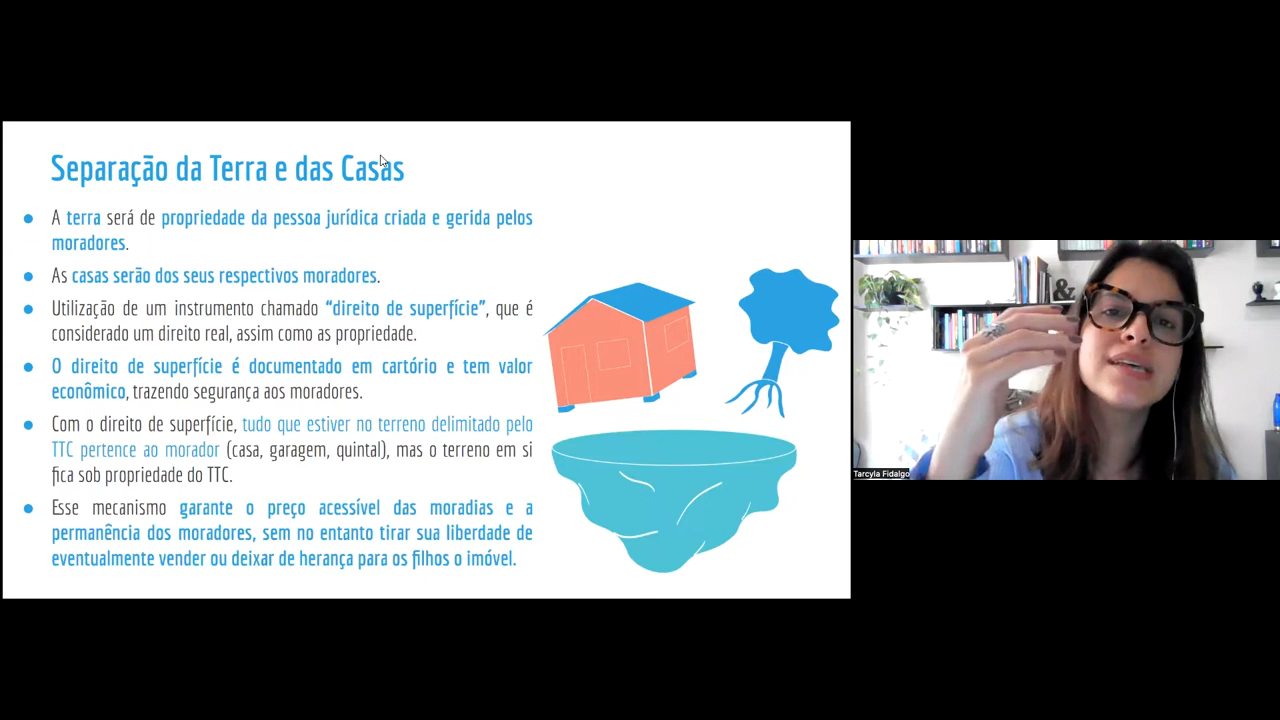 Separação da Terra e das Casas
A terra será de propriedade da pessoa jurídica criada e gerida pelos
moradores.
As casas serão dos seus respectivos moradores.
Utilização de um instrumento chamado “direito de superfície”, que é
considerado um direito real, assim como as propriedade.
O direito de superfície é documentado em cartório e tem valor
econômico, trazendo segurança aos moradores.
Com o direito de superfície, tudo que estiver no terreno delimitado pelo
TTC pertence ao morador (casa, garagem, quintal), mas o terreno em si
fica sob propriedade do TTC.
Esse mecanismo garante o preço acessível das moradias e a
permanência dos moradores, sem no entanto tirar sua liberdade de
eventualmente vender ou deixar de herança para os filhos o imóvel.
&
Tarcyla Fidalgo